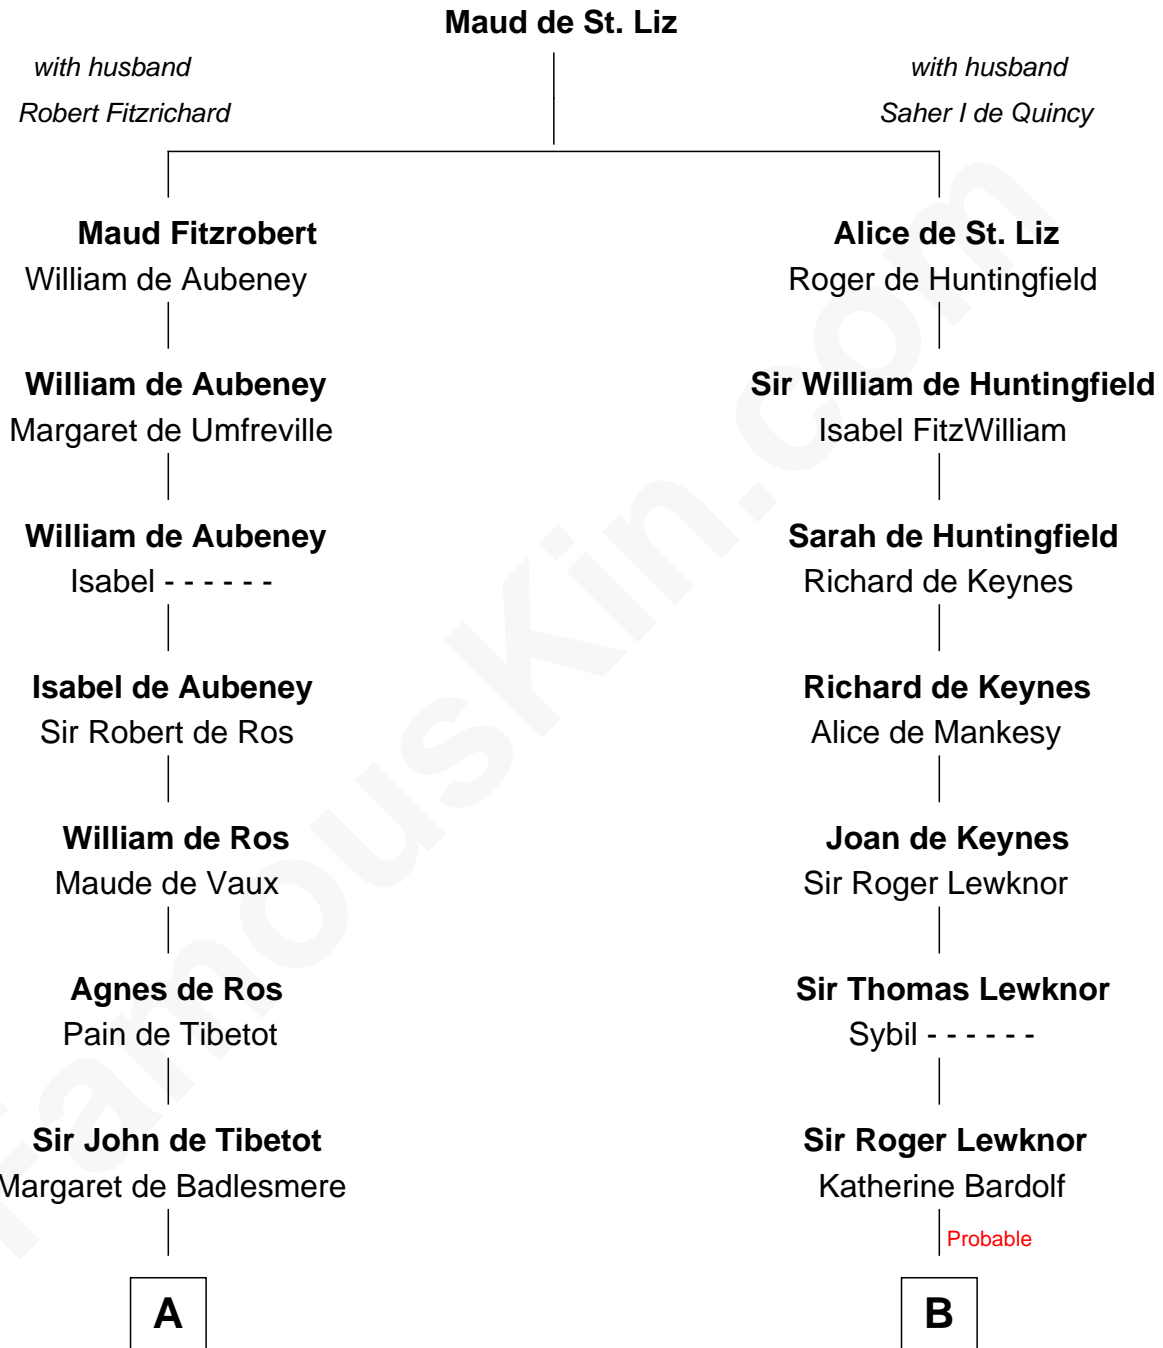 Maud de St. Liz
with husband
Robert Fitzrichard
with husband
Saher I de Quincy
Maud Fitzrobert
William de Aubeney
Alice de St. Liz
Roger de Huntingfield
William de Aubeney
Margaret de Umfreville
Sir William de Huntingfield
Isabel FitzWilliam
William de Aubeney
Isabel - - - - - -
Sarah de Huntingfield
Richard de Keynes
Isabel de Aubeney
Sir Robert de Ros
Richard de Keynes
Alice de Mankesy
William de Ros
Maude de Vaux
Joan de Keynes
Sir Roger Lewknor
Agnes de Ros
Pain de Tibetot
Sir Thomas Lewknor
Sybil - - - - - -
Sir John de Tibetot
Margaret de Badlesmere
Sir Roger Lewknor
Katherine Bardolf
Probable
A
B
FamousKin.com